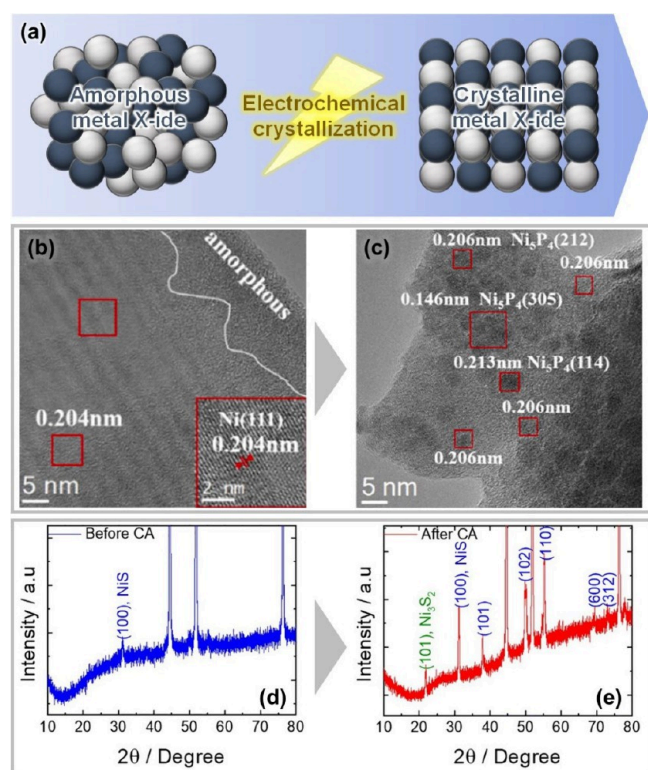 (a)
Amorphous
metal X-ide
Electrochemical
crystallization
Crystalline
metal X-ide
(b)
amorphous
0.204nm
Ni(111)
0.204nm
2 nm
5 nm
(c)
0.206nm Ni₅P₄(212)
0.206nm
0.146nm Ni₅P₄(305)
0.213nm Ni₅P₄(114)
0.206nm
0.206nm
5 nm
Before CA
(100), NiS
Intensity / a.u
(d)
10 20 30 40 50 60 70 80
2θ / Degree
After CA
(101), Ni₃S₂
(100), NiS
(101)
(102)
(110)
(600)
(312)
Intensity / a.u
(e)
10 20 30 40 50 60 70 80
2θ / Degree